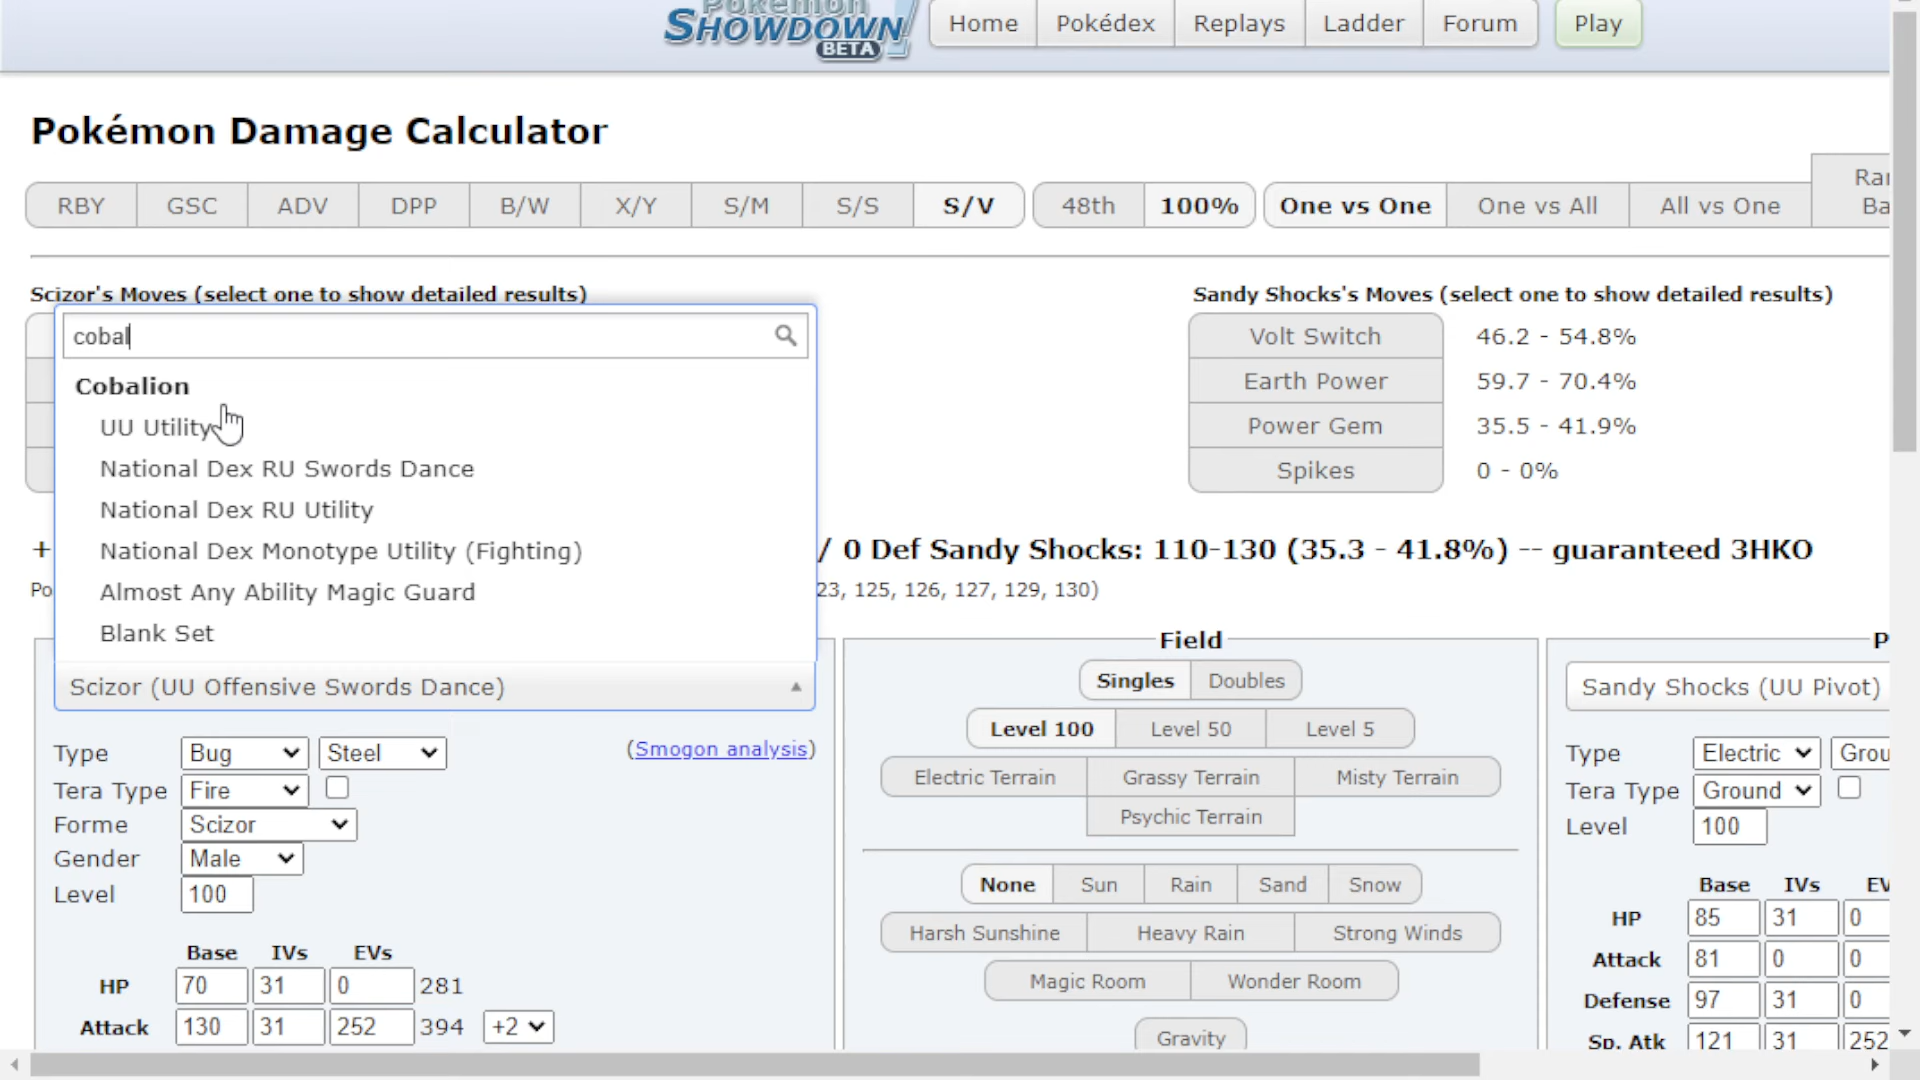 Pokémon
SHOWDOWN!
BETA
Home Pokédex Replays Ladder Forum Play
Pokémon Damage Calculator
RBY GSC ADV DPP B/W X/Y S/M S/S S/V 48th 100% One vs One One vs All All vs One Ran
Ba
Scizor's Moves (select one to show detailed results)
Sandy Shocks's Moves (select one to show detailed results)
cobal
Cobalion
UU Utility
National Dex RU Swords Dance
National Dex RU Utility
National Dex Monotype Utility (Fighting)
Almost Any Ability Magic Guard
Blank Set
Volt Switch 46.2 - 54.8%
Earth Power 59.7 - 70.4%
Power Gem 35.5 - 41.9%
Spikes 0 - 0%
+ / 0 Def Sandy Shocks: 110-130 (35.3 - 41.8%) -- guaranteed 3HKO
Po 23, 125, 126, 127, 129, 130)
Scizor (UU Offensive Swords Dance)
Type Bug Steel (Smogon analysis)
Tera Type Fire
Forme Scizor
Gender Male
Level 100
Base IVs EVs
HP 70 31 0 281
Attack 130 31 252 394 +2
Field
Singles Doubles
Level 100 Level 50 Level 5
Electric Terrain Grassy Terrain Misty Terrain
Psychic Terrain
None Sun Rain Sand Snow
Harsh Sunshine Heavy Rain Strong Winds
Magic Room Wonder Room
Gravity
P
Sandy Shocks (UU Pivot)
Type Electric Grou
Tera Type Ground
Level 100
Base IVs EV
HP 85 31 0
Attack 81 0 0
Defense 97 31 0
Sp. Atk 121 31 252